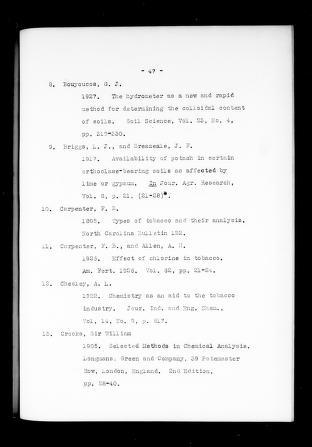 - 47 -
8. Bouyoucos, G. J.
1927. The hydrometer as a new and rapid
method for determining the colloidal content
of soils. Soil Science, Vol. 23, No. 4,
pp. 319-330.
9. Briggs, L. J., and Breazeale, J. F.
1917. Availability of potash in certain
orthoclase-bearing soils as affected by
lime or gypsum. In Jour. Agr. Research,
Vol. 8, p. 21. (21-28).
10. Carpenter, F. B.
1895. Types of tobacco and their analysis.
North Carolina Bulletin 122.
11. Carpenter, F. B., and Allen, A. H.
1925. Effect of chlorine in tobacco.
Am. Fert. 1925. Vol. 62, pp. 21-24.
12. Chesley, A. L.
1922. Chemistry as an aid to the tobacco
industry. Jour. Ind. and Eng. Chem.,
Vol. 14, No. 9, p. 817.
13. Crooks, Sir William
1905. Selected Methods in Chemical Analysis.
Longmans, Green and Company, 39 Paternoster
Row, London, England. 2nd Edition,
pp. 28-40.